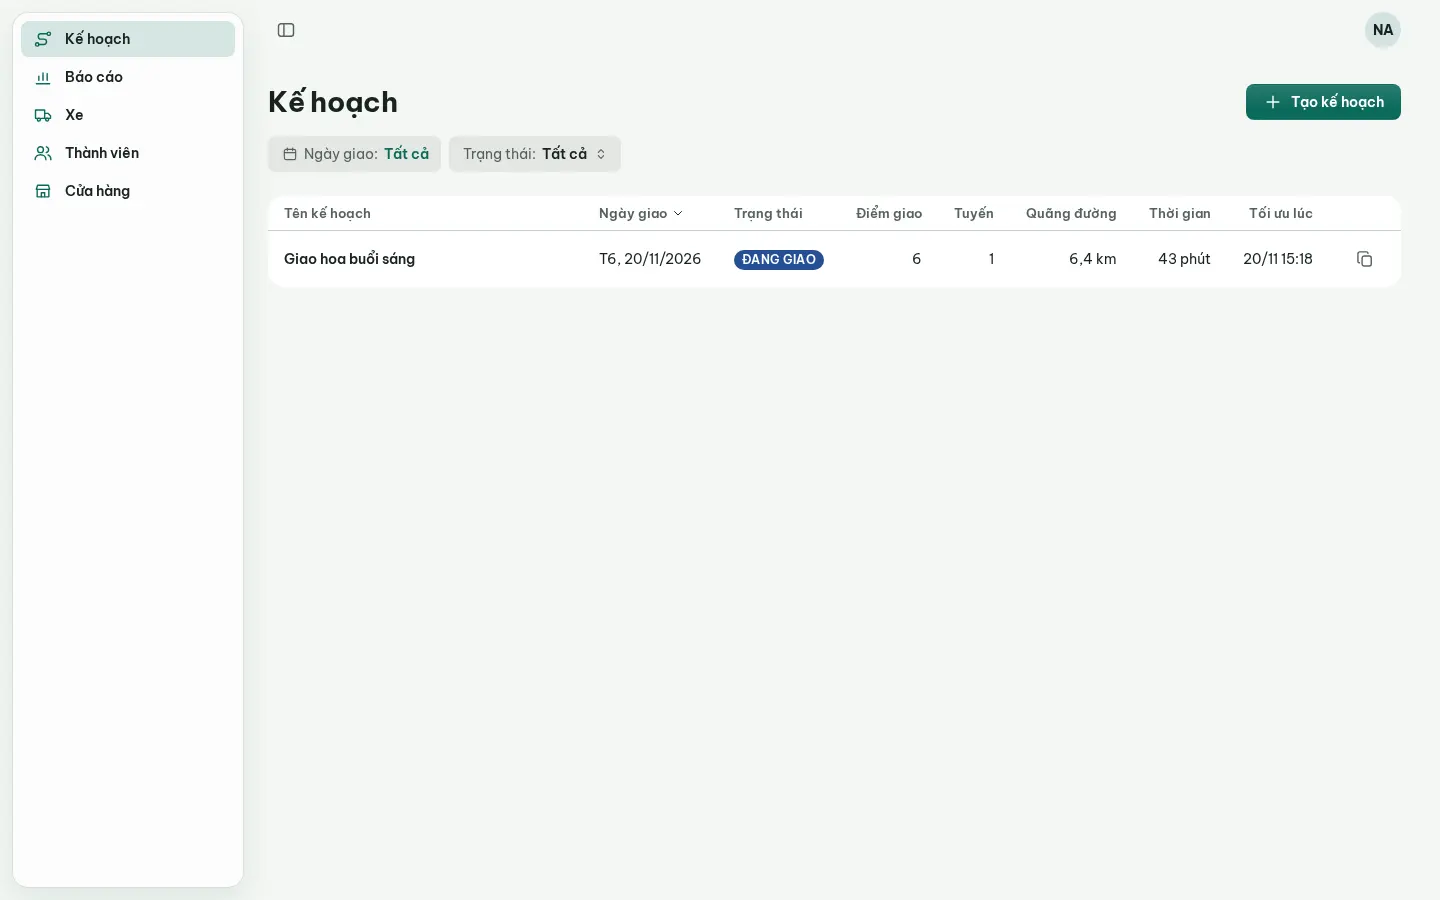 Kế hoạch
Báo cáo
Xe
Thành viên
Cửa hàng
NA
Kế hoạch
Tạo kế hoạch
Ngày giao: Tất cả
Trạng thái: Tất cả
Tên kế hoạch Ngày giao Trạng thái Điểm giao Tuyến Quãng đường Thời gian Tối ưu lúc
Giao hoa buổi sáng T6, 20/11/2026 ĐANG GIAO 6 1 6,4 km 43 phút 20/11 15:18